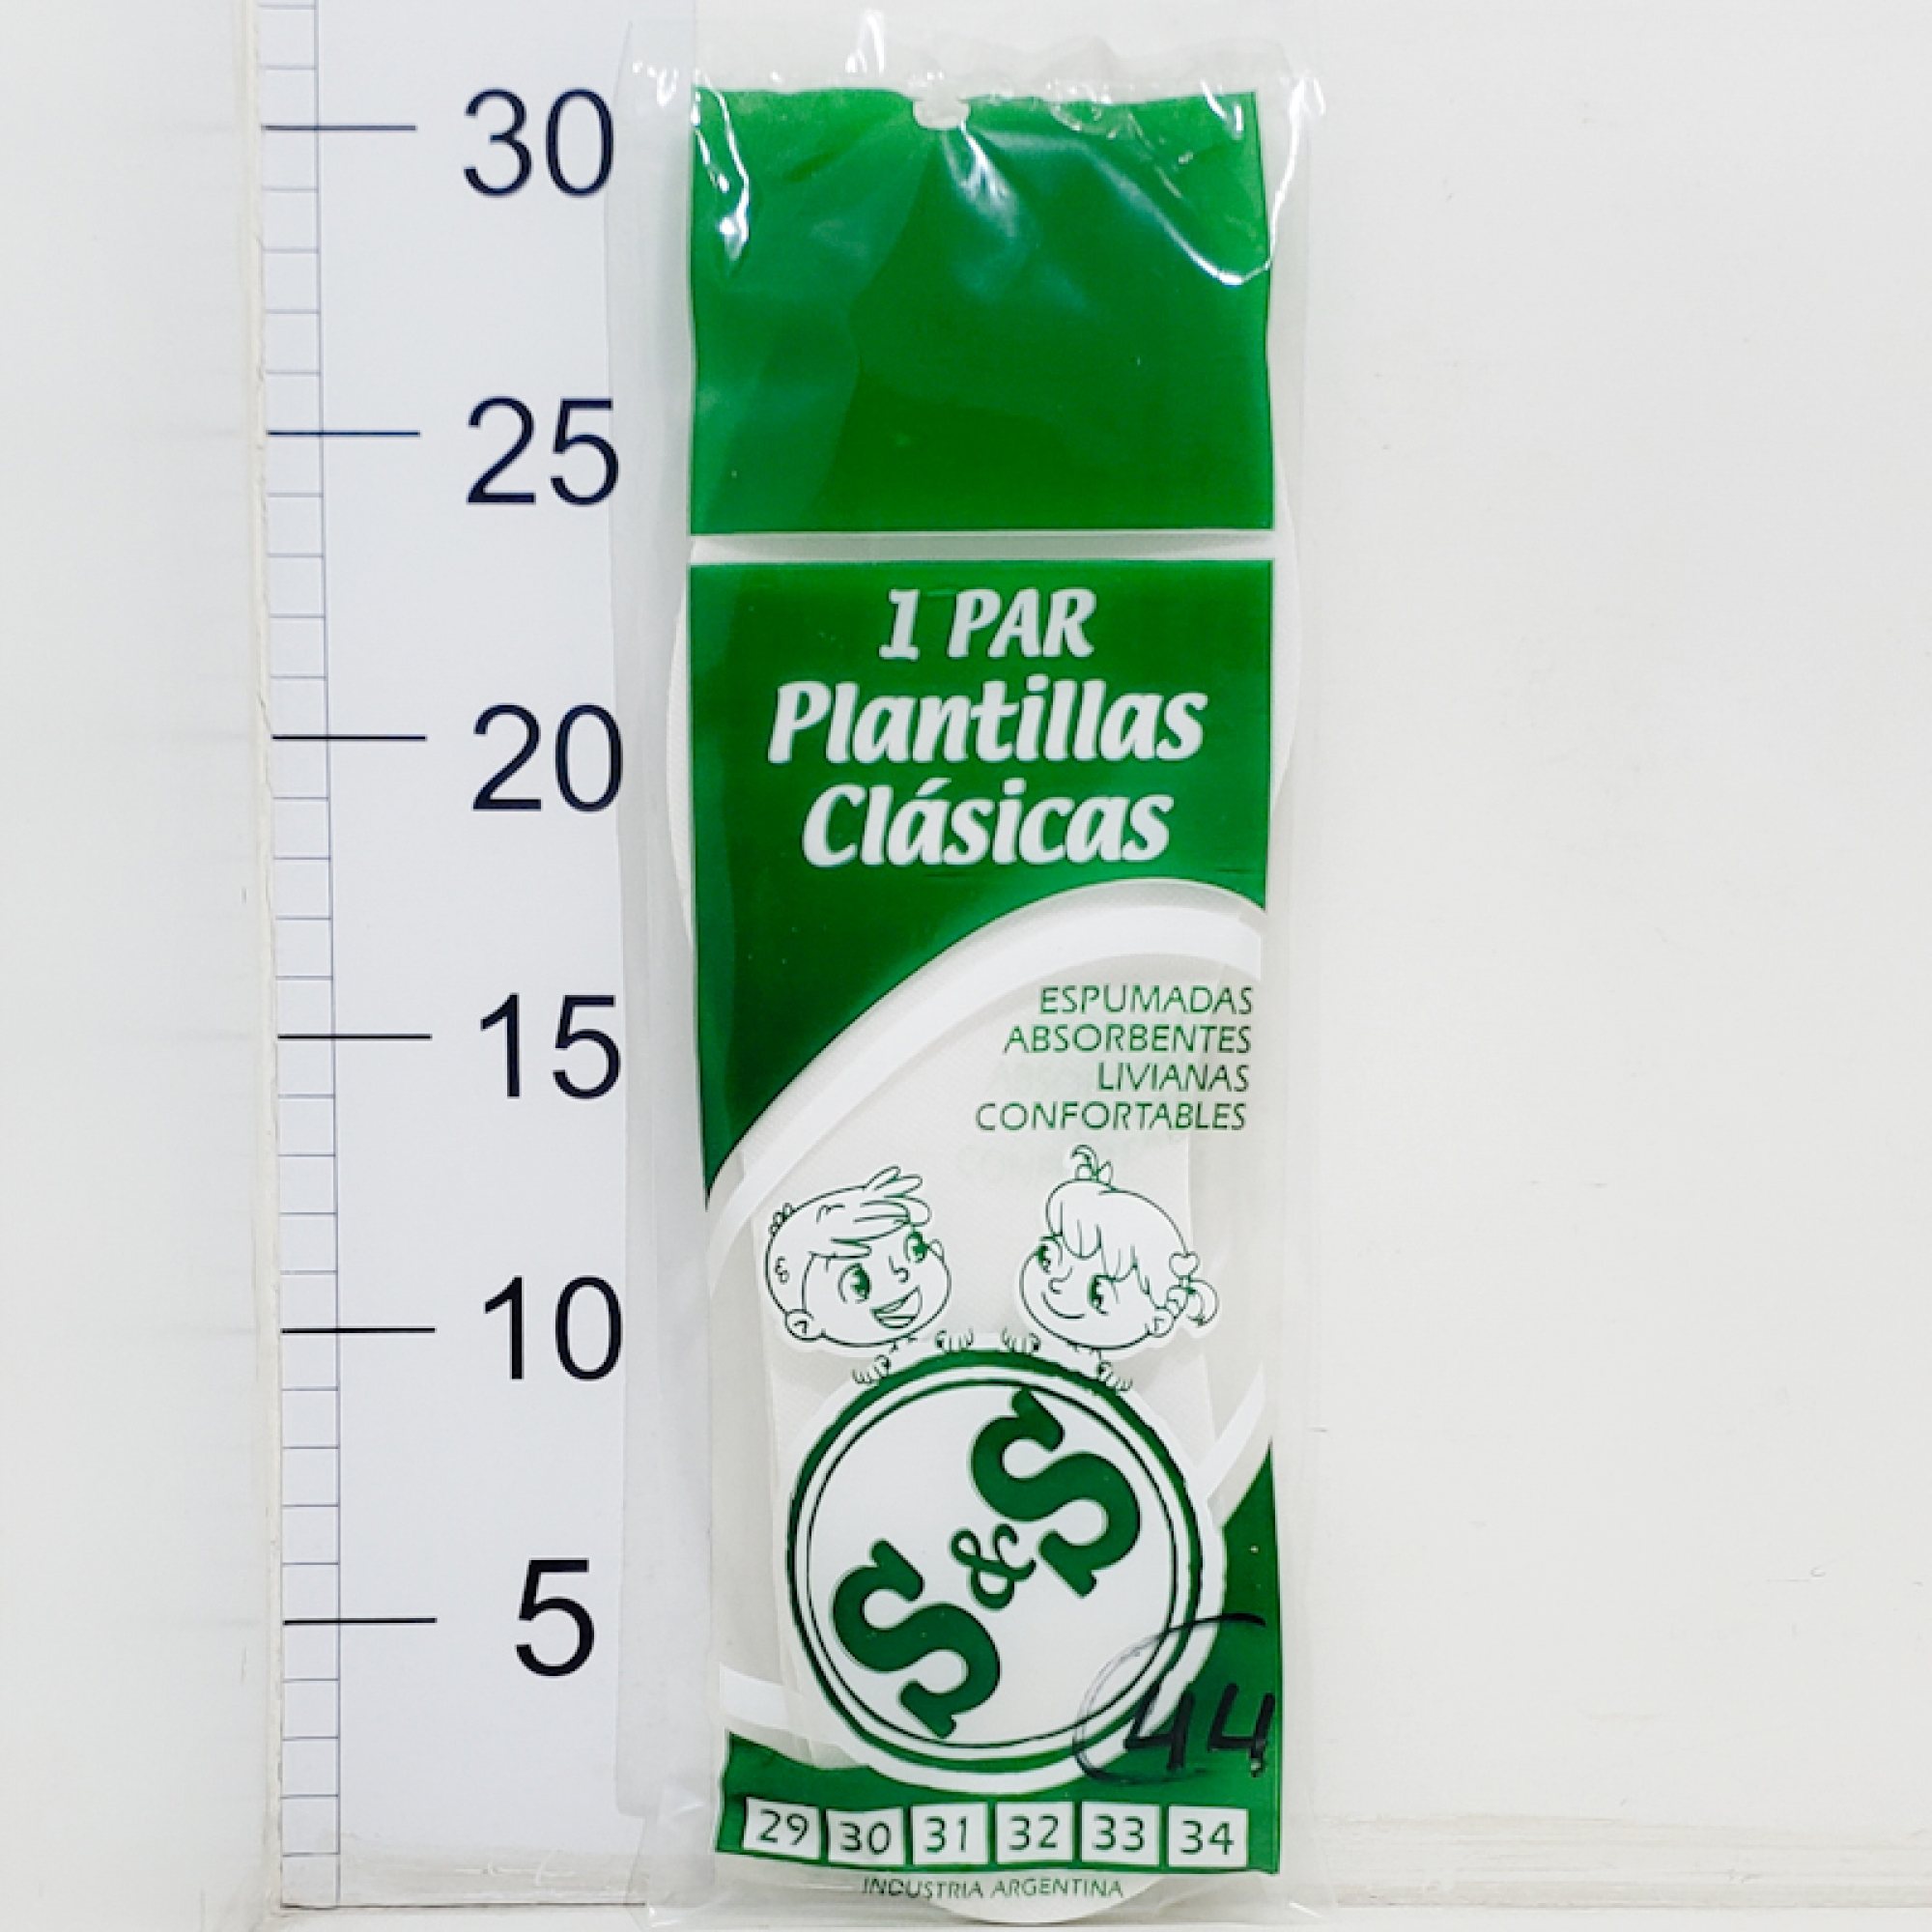 30
25
20
15
10
5
1 PAR
Plantillas
Clásicas
ESPUMADAS
ABSORBENTES
LIVIANAS
CONFORTABLES
S&S
44
29 30 31 32 33 34
INDUSTRIA ARGENTINA